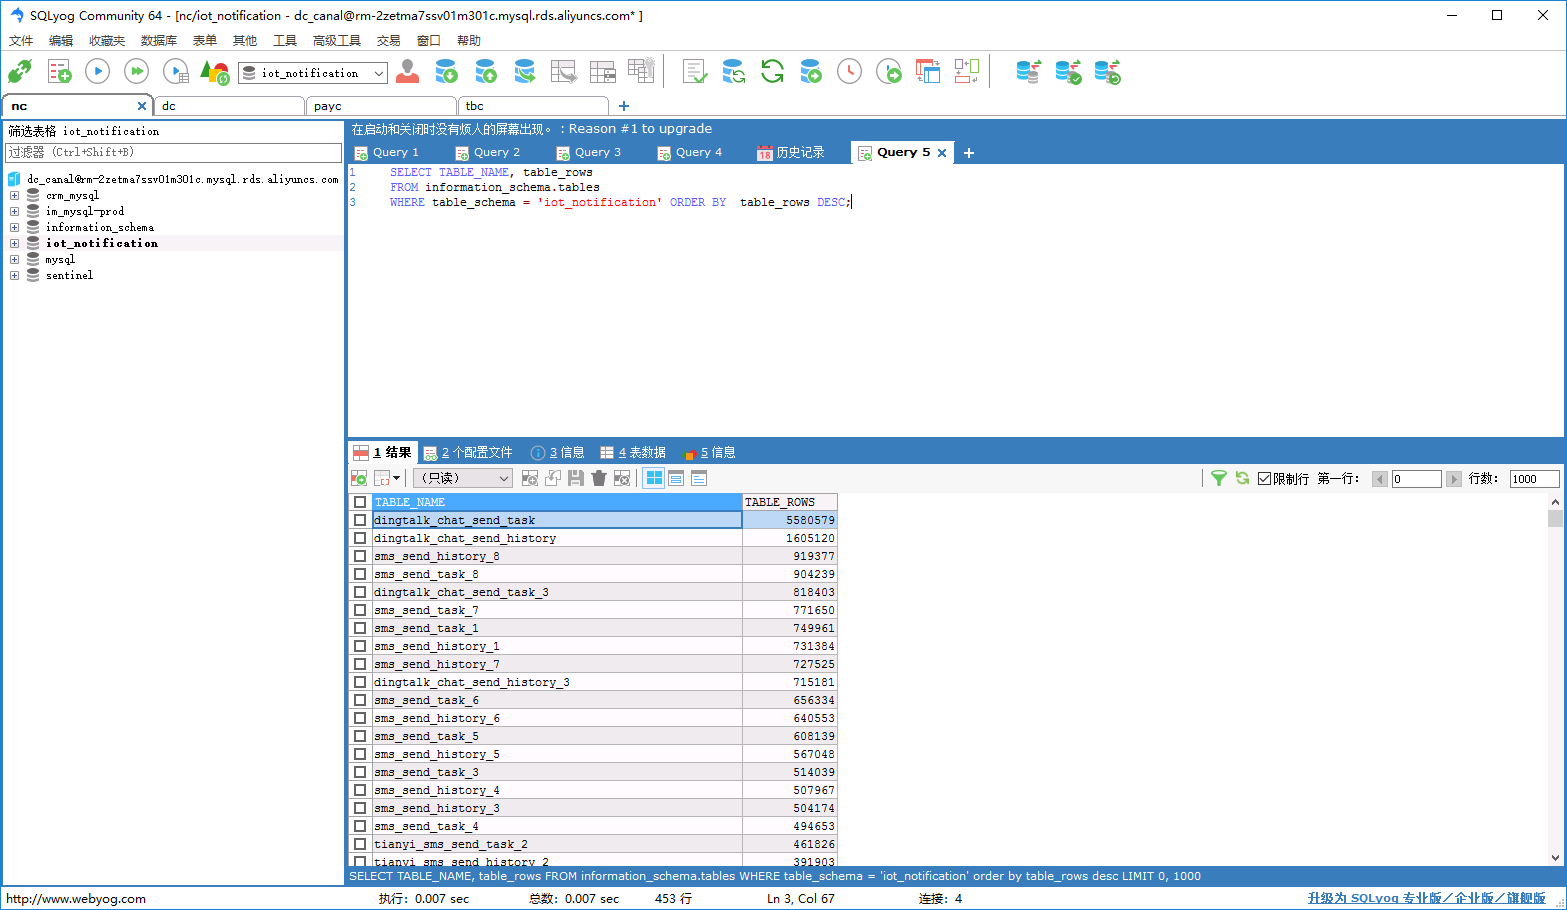 SQLyog Community 64 - [nc/iot_notification - dc_canal@rm-2zetma7ssv01m301c.mysql.rds.aliyuncs.com* ]
文件 编辑 收藏夹 数据库 表单 其他 工具 高级工具 交易 窗口 帮助
iot_notification
nc dc payc tbc
筛选表格 iot_notification
过滤器 (Ctrl+Shift+B)
dc_canal@rm-2zetma7ssv01m301c.mysql.rds.aliyuncs.com
crm_mysql
im_mysql-prod
information_schema
iot_notification
mysql
sentinel
在启动和关闭时没有烦人的屏幕出现。 : Reason #1 to upgrade
Query 1 Query 2 Query 3 Query 4 18 历史记录 Query 5
1 SELECT TABLE_NAME, table_rows
2 FROM information_schema.tables
3 WHERE table_schema = 'iot_notification' ORDER BY  table_rows DESC;
1 结果 2 个配置文件 3 信息 4 表数据 5 信息
(只读) 限制行 第一行: 0 行数: 1000
TABLE_NAME TABLE_ROWS
dingtalk_chat_send_task 5580579
dingtalk_chat_send_history 1605120
sms_send_history_8 919377
sms_send_task_8 904239
dingtalk_chat_send_task_3 818403
sms_send_task_7 771650
sms_send_task_1 749961
sms_send_history_1 731384
sms_send_history_7 727525
dingtalk_chat_send_history_3 715181
sms_send_task_6 656334
sms_send_history_6 640553
sms_send_task_5 608139
sms_send_history_5 567048
sms_send_task_3 514039
sms_send_history_4 507967
sms_send_history_3 504174
sms_send_task_4 494653
tianyi_sms_send_task_2 461826
tianyi_sms_send_history_2 391903
SELECT TABLE_NAME, table_rows FROM information_schema.tables WHERE table_schema = 'iot_notification' order by table_rows desc LIMIT 0, 1000
http://www.webyog.com 执行: 0.007 sec 总数: 0.007 sec 453 行 Ln 3, Col 67 连接: 4 升级为 SQLyog 专业版/企业版/旗舰版